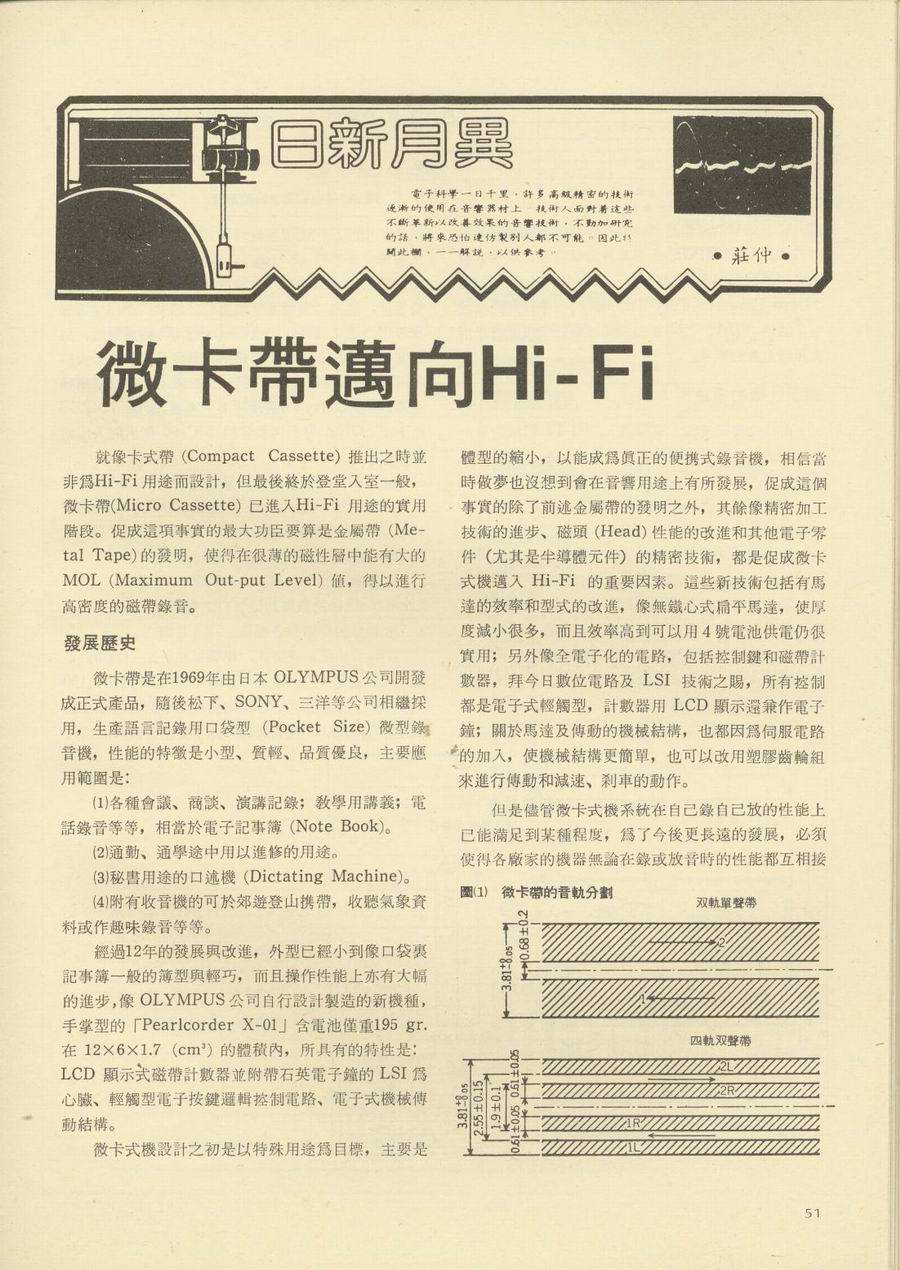 日新月異
電子科學一日千里，許多高級精密的技術
逐漸的使用在音響器材上　技術人面對著這些
不斷革新以改善效果的音響技術，不勤加研究
的話，將來恐怕連仿製別人都不可能。因此
闢此欄，一一解說，以供參考。
●莊仲●
微卡帶邁向Hi-Fi
就像卡式帶 (Compact Cassette) 推出之時並
非爲Hi-Fi 用途而設計，但最後終於登堂入室一般，
微卡帶(Micro Cassette) 已進入Hi-Fi 用途的實用
階段。促成這項事實的最大功臣要算是金屬帶 (Me-
tal Tape)的發明，使得在很薄的磁性層中能有大的
MOL (Maximum Out-put Level) 値，得以進行
高密度的磁帶錄音。
發展歷史
微卡帶是在1969年由日本 OLYMPUS 公司開發
成正式產品，隨後松下、SONY、三洋等公司相繼採
用，生產語言記錄用口袋型 (Pocket Size) 微型錄
音機，性能的特徵是小型、質輕、品質優良，主要應
用範圍是：
⑴各種會議、商談、演講記錄；敎學用講義；電
話錄音等等，相當於電子記事簿 (Note Book)。
⑵通勤、通學途中用以進修的用途。
⑶秘書用途的口述機 (Dictating Machine)。
⑷附有收音機的可於郊遊登山携帶，收聽氣象資
料或作趣味錄音等等。
經過12年的發展與改進，外型已經小到像口袋裏
記事簿一般的簿型與輕巧，而且操作性能上亦有大幅
的進步，像 OLYMPUS 公司自行設計製造的新機種，
手掌型的「Pearlcorder X-01」含電池僅重195 gr.
在 12×6×1.7 (cm³) 的體積內，所具有的特性是：
LCD 顯示式磁帶計數器並附帶石英電子鐘的 LSI 爲
心臟、輕觸型電子按鍵邏輯控制電路、電子式機械傳
動結構。
微卡式機設計之初是以特殊用途爲目標，主要是
體型的縮小，以能成爲眞正的便携式錄音機，相信當
時做夢也沒想到會在音響用途上有所發展，促成這個
事實的除了前述金屬帶的發明之外，其餘像精密加工
技術的進步、磁頭 (Head) 性能的改進和其他電子零
件 (尤其是半導體元件) 的精密技術，都是促成微卡
式機邁入 Hi-Fi 的重要因素。這些新技術包括有馬
達的效率和型式的改進，像無鐵心式扁平馬達，使厚
度減小很多，而且效率高到可以用 4 號電池供電仍很
實用；另外像全電子化的電路，包括控制鍵和磁帶計
數器，拜今日數位電路及 LSI 技術之賜，所有控制
都是電子式輕觸型，計數器用 LCD 顯示還兼作電子
鐘；關於馬達及傳動的機械結構，也都因爲伺服電路
的加入，使機械結構更簡單，也可以改用塑膠齒輪組
來進行傳動和減速、刹車的動作。
但是儘管微卡式機系統在自己錄自己放的性能上
已能滿足到某種程度，爲了今後更長遠的發展，必須
使得各廠家的機器無論在錄或放音時的性能都互相接
圖⑴　微卡帶的音軌分劃
双軌單聲帶
3.81+0 -0.05
0.68±0.2
2
1
四軌双聲帶
3.81+0 -0.05
2.55±0.15
1.9±0.1
0.61±0.05
0.61±0.05
2L
2R
1R
1L
51